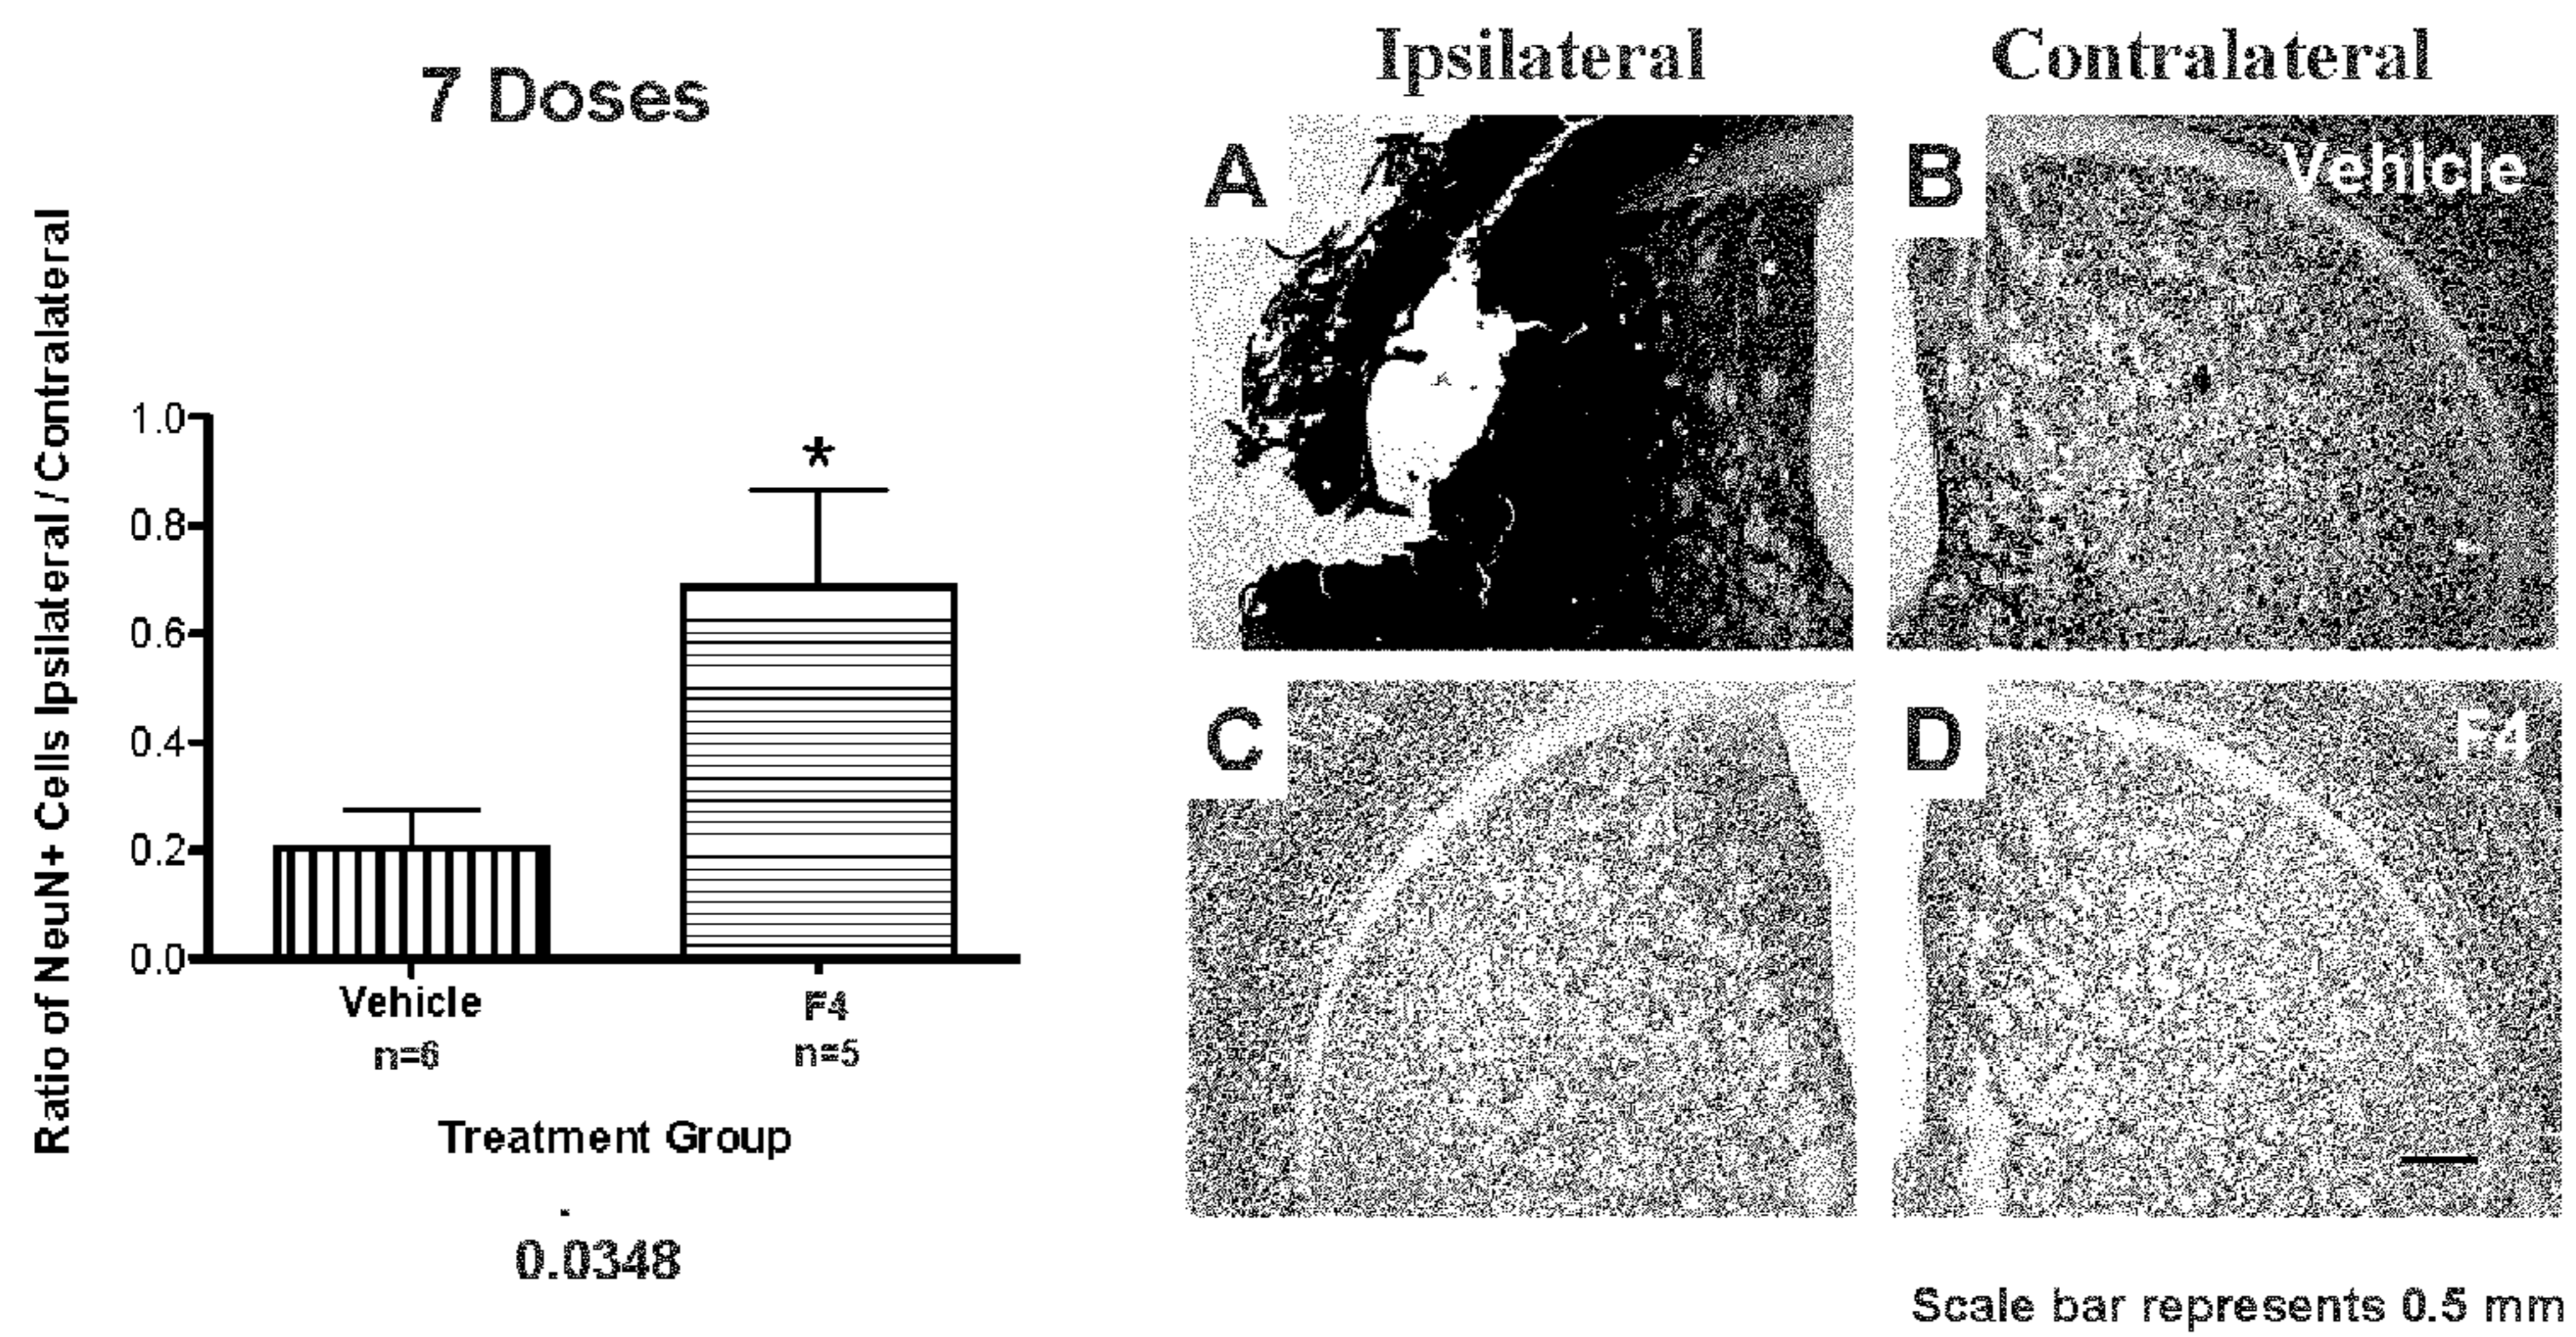 7 Doses
Ratio of NeuN+ Cells Ipsilateral / Contralateral
1.0
0.8
0.6
0.4
0.2
0.0
Vehicle
n=6
F4
n=5
Treatment Group
0.0348
Ipsilateral
Contralateral
A
B
Vehicle
C
D
F4
Scale bar represents 0.5 mm